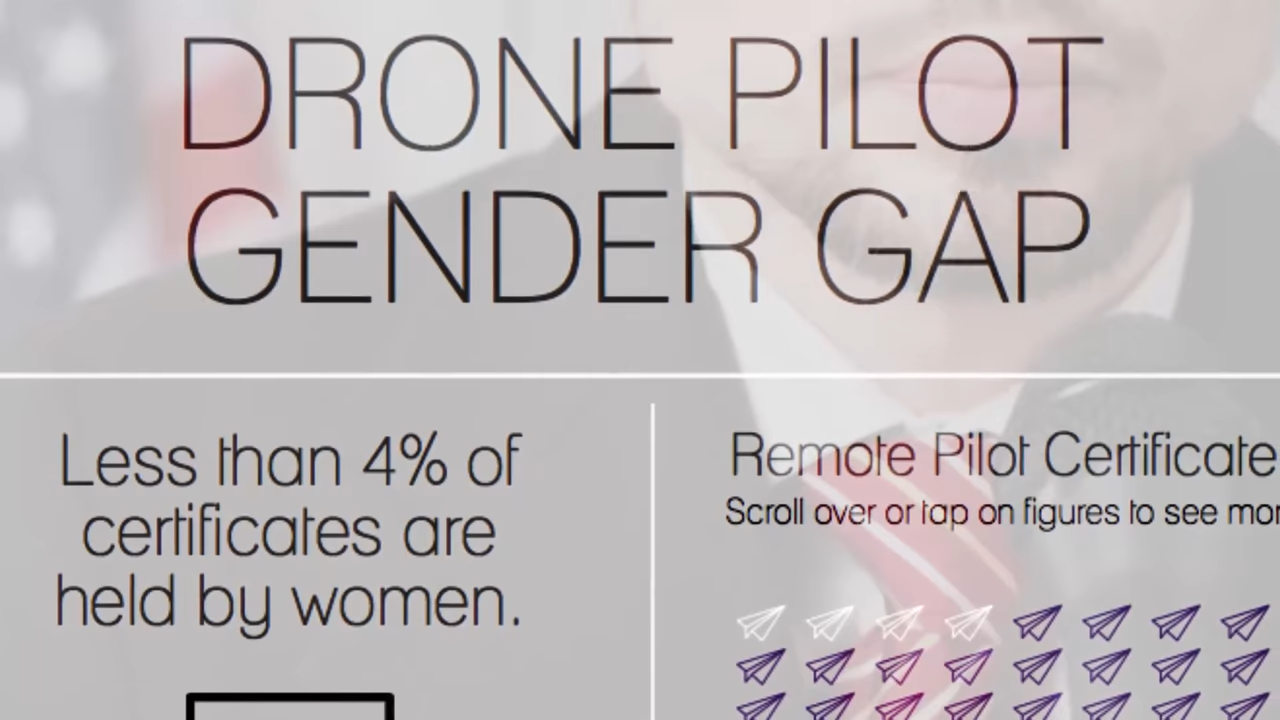 DRONE PILOT
GENDER GAP
Less than 4% of
certificates are
held by women.
Remote Pilot Certificate
Scroll over or tap on figures to see